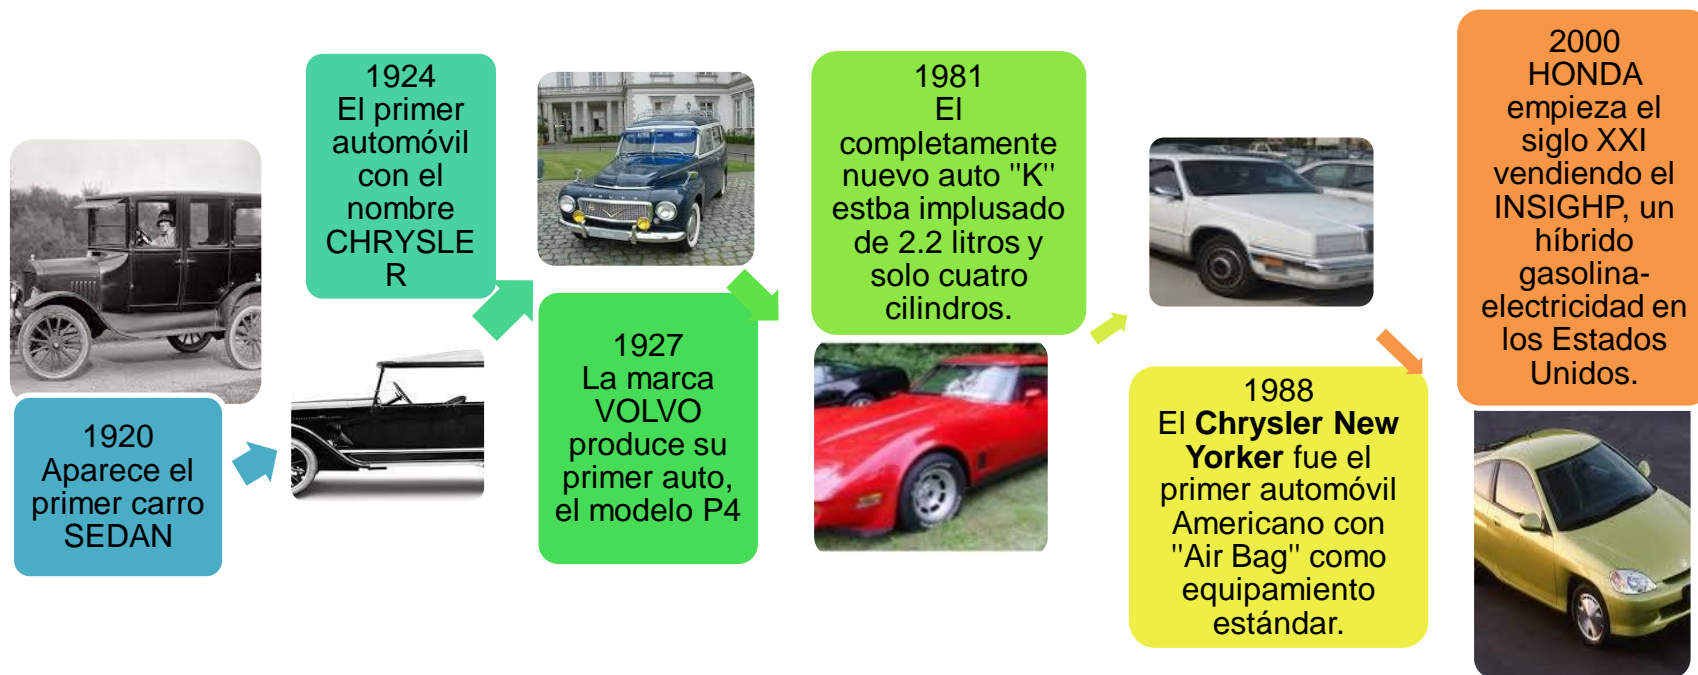 1920
Aparece el
primer carro
SEDAN
1924
El primer
automóvil
con el
nombre
CHRYSLE
R
1927
La marca
VOLVO
produce su
primer auto,
el modelo P4
1981
El
completamente
nuevo auto "K"
estba implusado
de 2.2 litros y
solo cuatro
cilindros.
1988
El Chrysler New
Yorker fue el
primer automóvil
Americano con
"Air Bag" como
equipamiento
estándar.
2000
HONDA
empieza el
siglo XXI
vendiendo el
INSIGHP, un
híbrido
gasolina-
electricidad en
los Estados
Unidos.